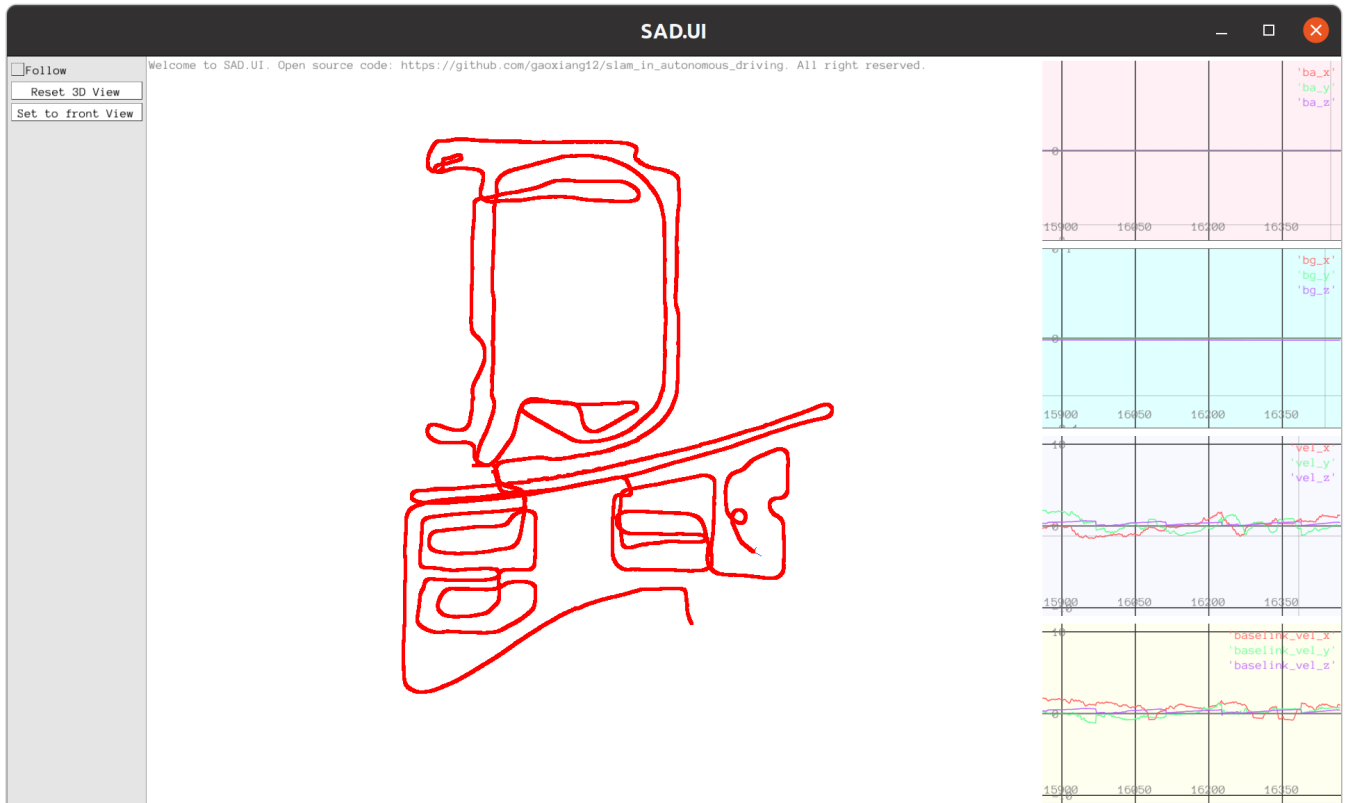 SAD.UI
Follow
Reset 3D View
Set to front View
Welcome to SAD.UI. Open source code: https://github.com/gaoxiang12/slam_in_autonomous_driving. All right reserved.
'ba_x'
'ba_y'
'ba_z'
0
15900 16050 16200 16350
'bg_x'
'bg_y'
'bg_z'
0
15900 16050 16200 16350
10
'vel_x'
'vel_y'
'vel_z'
0
15900 16050 16200 16350
10
'baselink_vel_x'
'baselink_vel_y'
'baselink_vel_z'
0
15900 16050 16200 16350